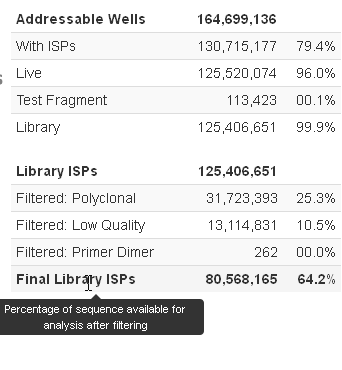 Addressable Wells 164,699,136
With ISPs 130,715,177 79.4%
Live 125,520,074 96.0%
Test Fragment 113,423 00.1%
Library 125,406,651 99.9%
Library ISPs 125,406,651
Filtered: Polyclonal 31,723,393 25.3%
Filtered: Low Quality 13,114,831 10.5%
Filtered: Primer Dimer 262 00.0%
Final Library ISPs 80,568,165 64.2%
Percentage of sequence available for
analysis after filtering